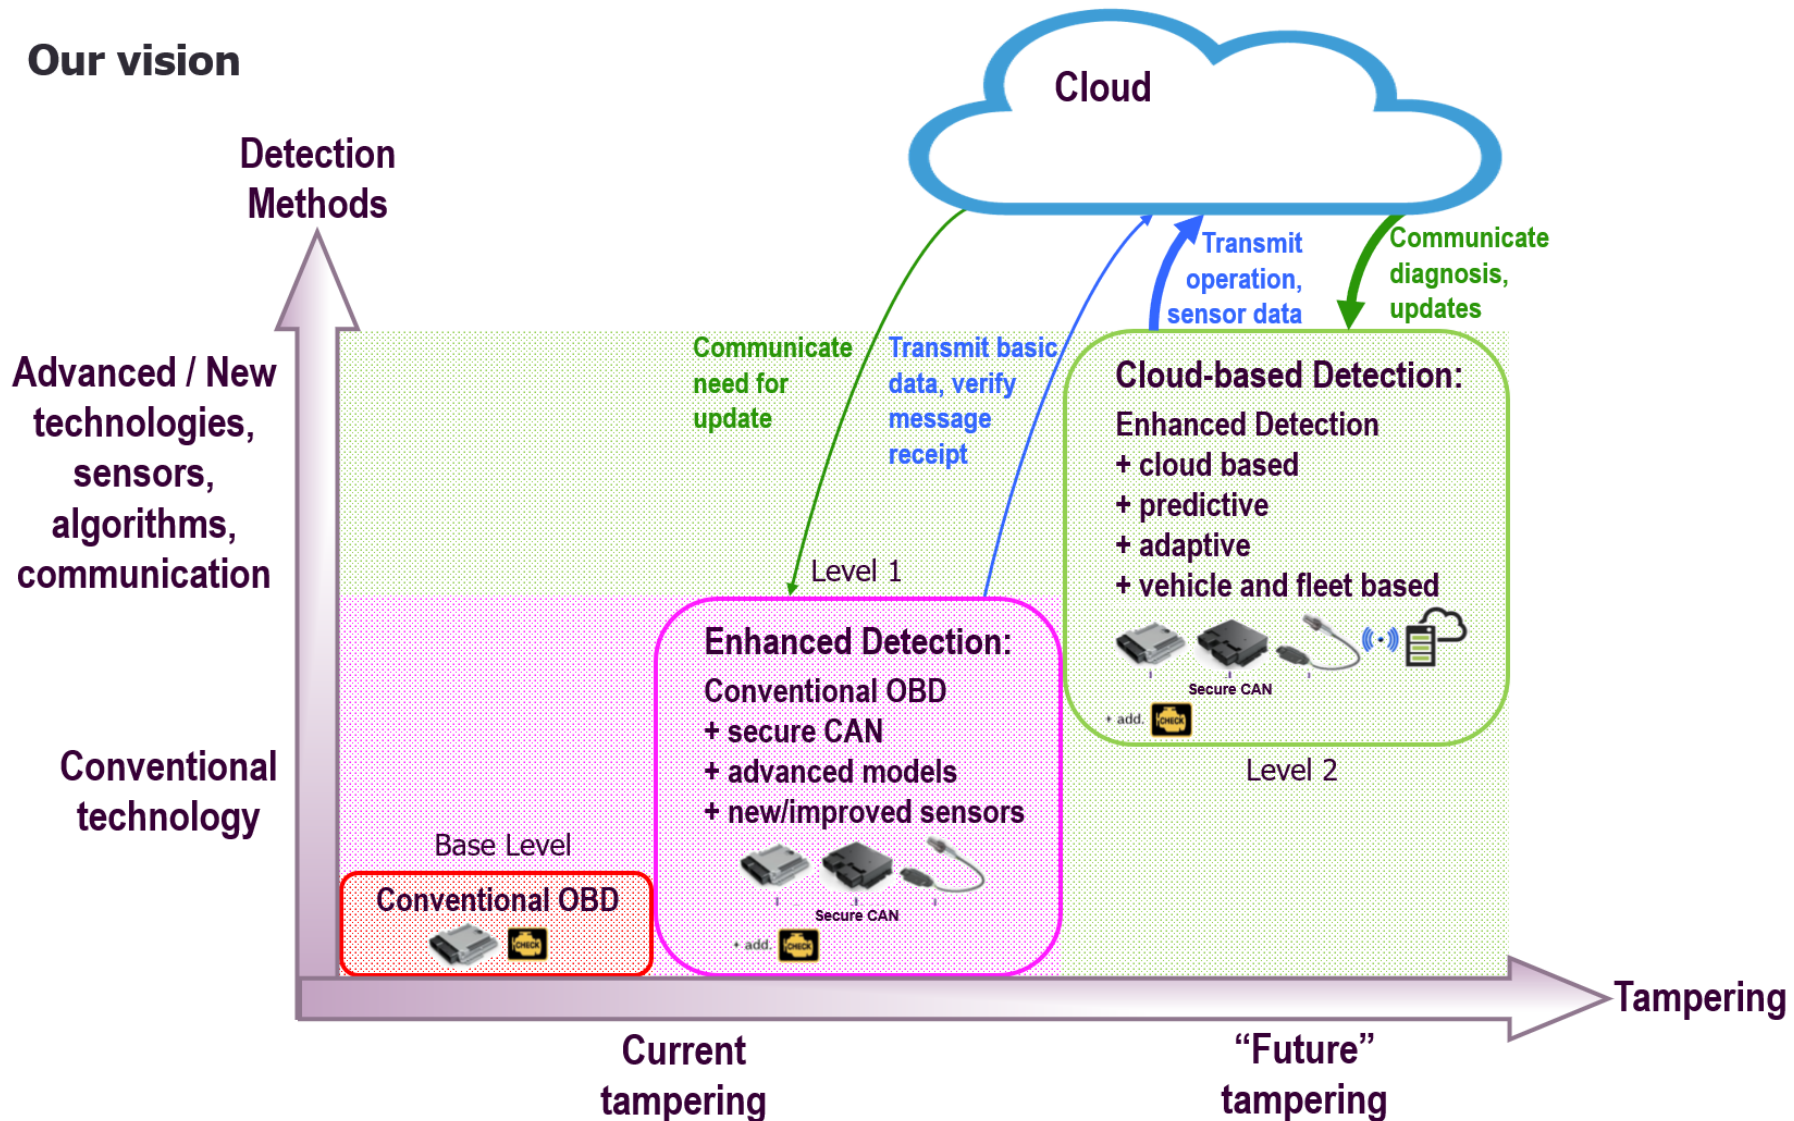 Our vision
Cloud
Detection
Methods
Transmit
operation,
sensor data
Communicate
diagnosis,
updates
Advanced / New
technologies,
sensors,
algorithms,
communication
Communicate
need for
update
Transmit basic
data, verify
message
receipt
Cloud-based Detection:
Enhanced Detection
+ cloud based
+ predictive
+ adaptive
+ vehicle and fleet based
Secure CAN
• add.
CHECK
Level 2
Level 1
Enhanced Detection:
Conventional OBD
+ secure CAN
+ advanced models
+ new/improved sensors
Secure CAN
• add.
CHECK
Conventional
technology
Base Level
Conventional OBD
CHECK
Tampering
Current
tampering
“Future”
tampering